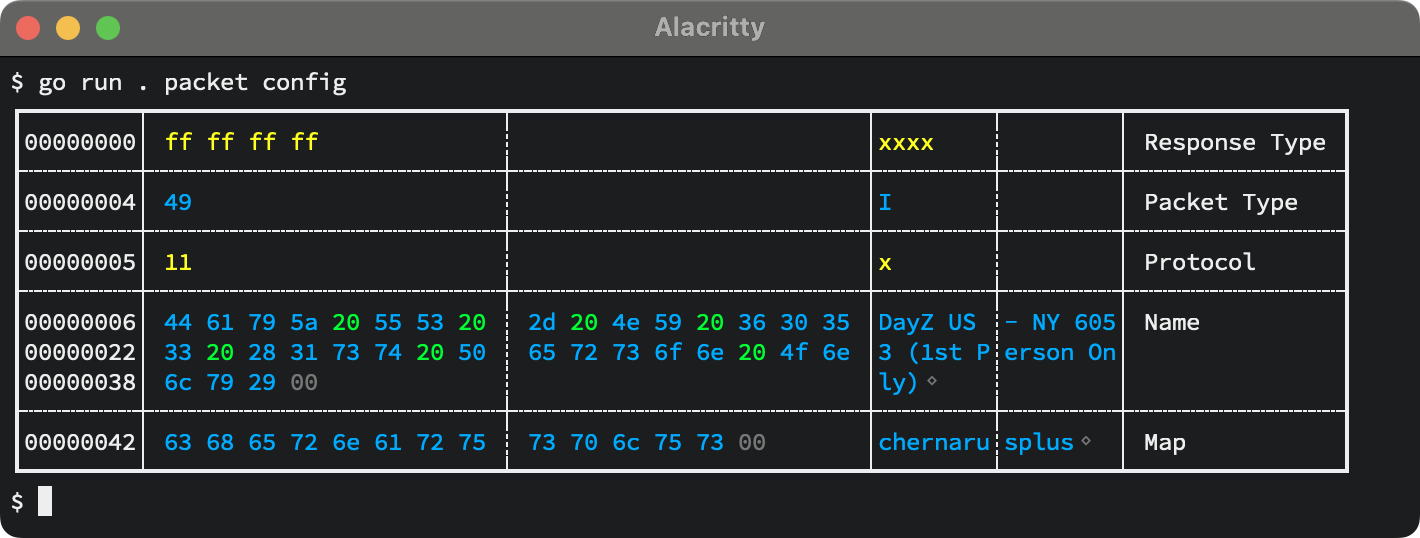 Alacritty
$ go run . packet config
00000000 ff ff ff ff xxxx Response Type
00000004 49 I Packet Type
00000005 11 x Protocol
00000006 44 61 79 5a 20 55 53 20 2d 20 4e 59 20 36 30 35 DayZ US - NY 605 Name
00000022 33 20 28 31 73 74 20 50 65 72 73 6f 6e 20 4f 6e 3 (1st Person On
00000038 6c 79 29 00 ly)⋄
00000042 63 68 65 72 6e 61 72 75 73 70 6c 75 73 00 chernarusplus⋄ Map
$